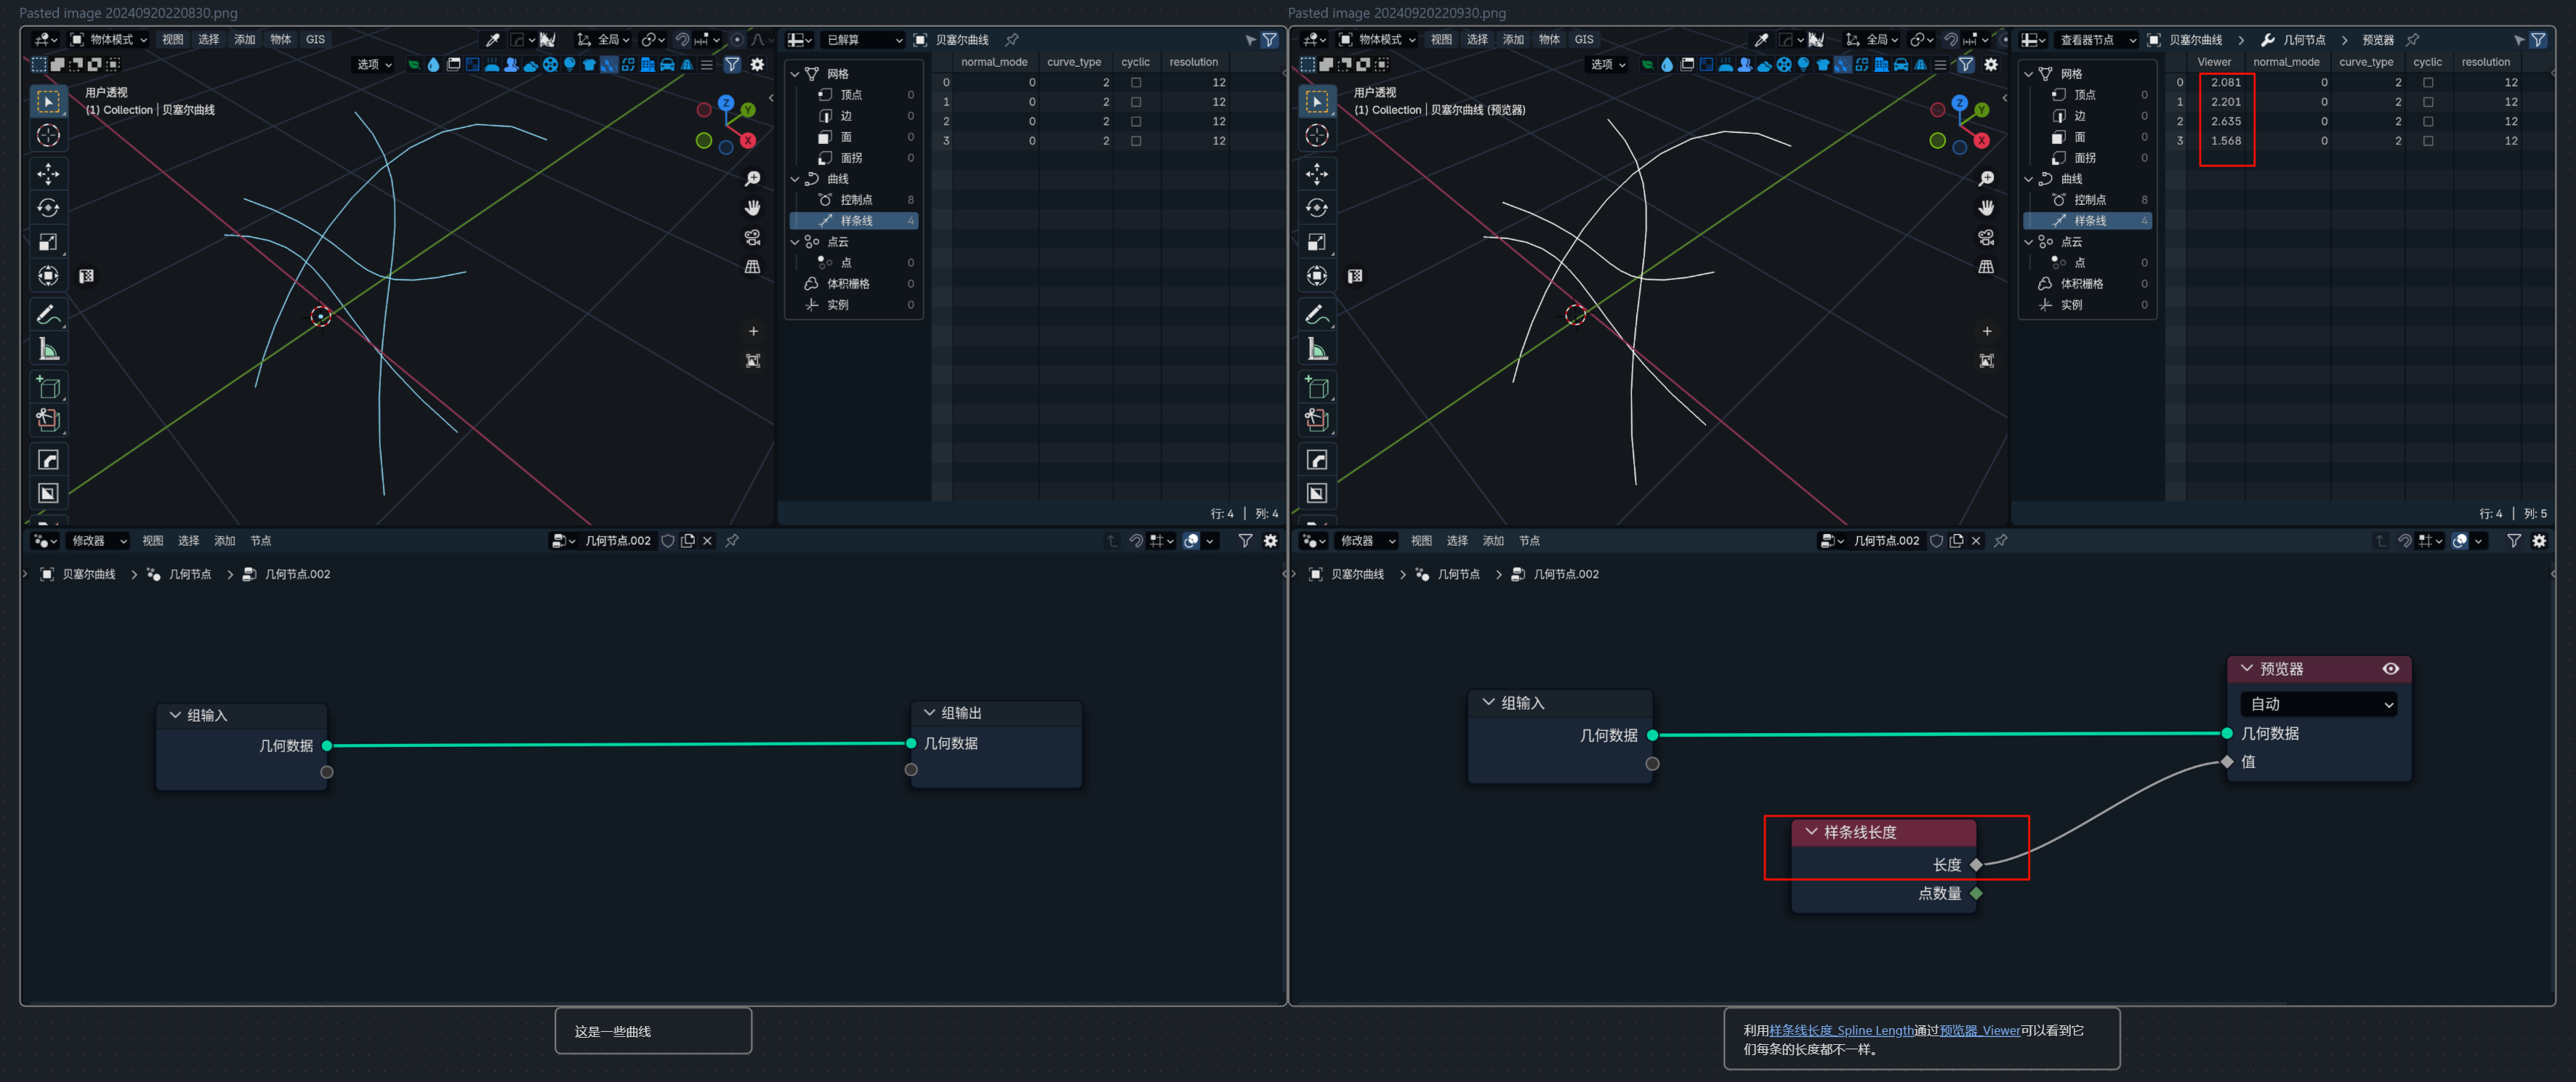 Pasted image 20240920220830.png
物体模式 视图 选择 添加 物体 GIS 全局
选项
用户透视
(1) Collection | 贝塞尔曲线
Z
Y
X
已解算 贝塞尔曲线
网格
顶点 0
边 0
面 0
面拐 0
曲线
控制点 8
样条线 4
点云
点 0
体积栅格 0
实例 0
normal_mode curve_type cyclic resolution
0 0 2 12
1 0 2 12
2 0 2 12
3 0 2 12
行: 4 | 列: 4
修改器 视图 选择 添加 节点 几何节点.002
贝塞尔曲线 > 几何节点 > 几何节点.002
组输入
几何数据
组输出
几何数据
这是一些曲线
Pasted image 20240920220930.png
物体模式 视图 选择 添加 物体 GIS 全局
选项
用户透视
(1) Collection | 贝塞尔曲线 (预览器)
Z
Y
X
查看器节点 贝塞尔曲线 > 几何节点 > 预览器
网格
顶点 0
边 0
面 0
面拐 0
曲线
控制点 8
样条线 4
点云
点 0
体积栅格 0
实例 0
Viewer normal_mode curve_type cyclic resolution
0 2.081 0 2 12
1 2.201 0 2 12
2 2.635 0 2 12
3 1.568 0 2 12
行: 4 | 列: 5
修改器 视图 选择 添加 节点 几何节点.002
贝塞尔曲线 > 几何节点 > 几何节点.002
组输入
几何数据
预览器
自动
几何数据
值
样条线长度
长度
点数量
利用样条线长度_Spline Length通过预览器_Viewer可以看到它
们每条的长度都不一样。